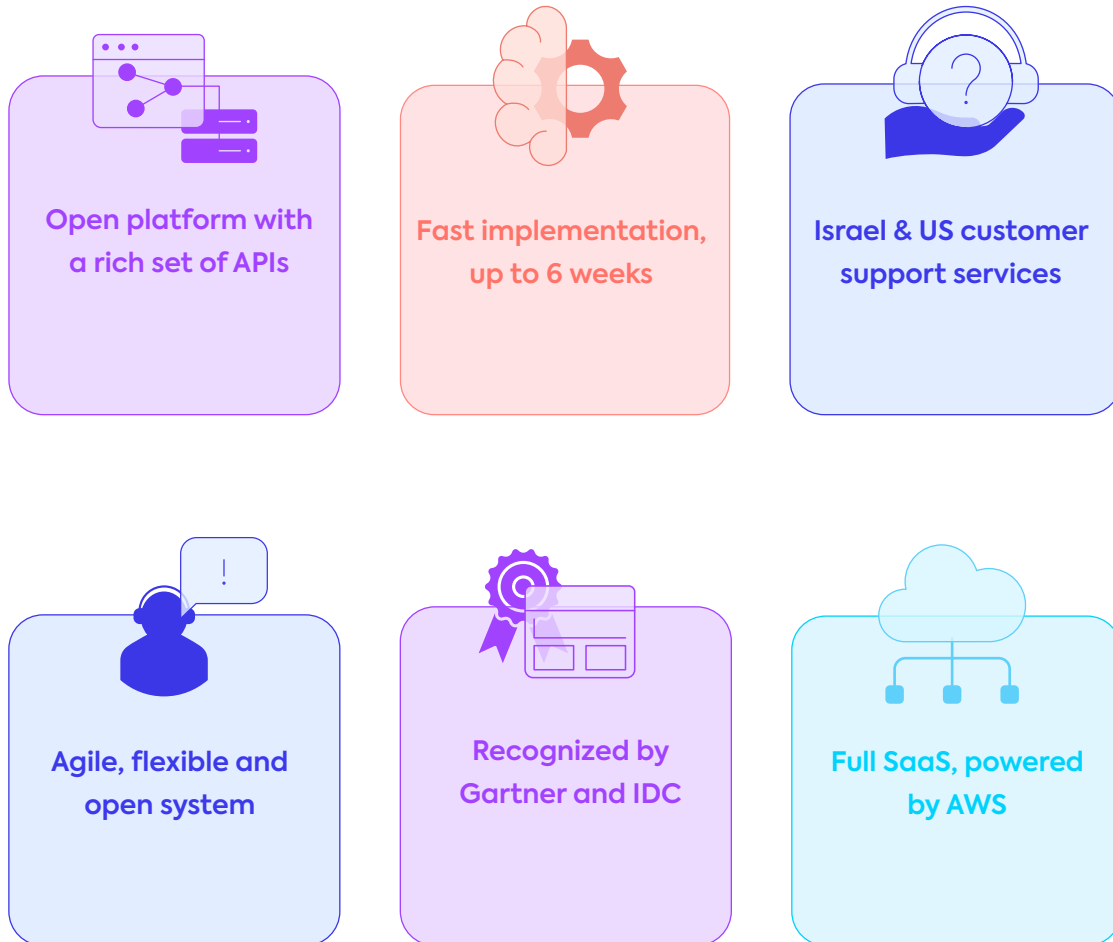 Open platform with
a rich set of APIs
Fast implementation,
up to 6 weeks
?
Israel & US customer
support services
!
Agile, flexible and
open system
Recognized by
Gartner and IDC
Full SaaS, powered
by AWS